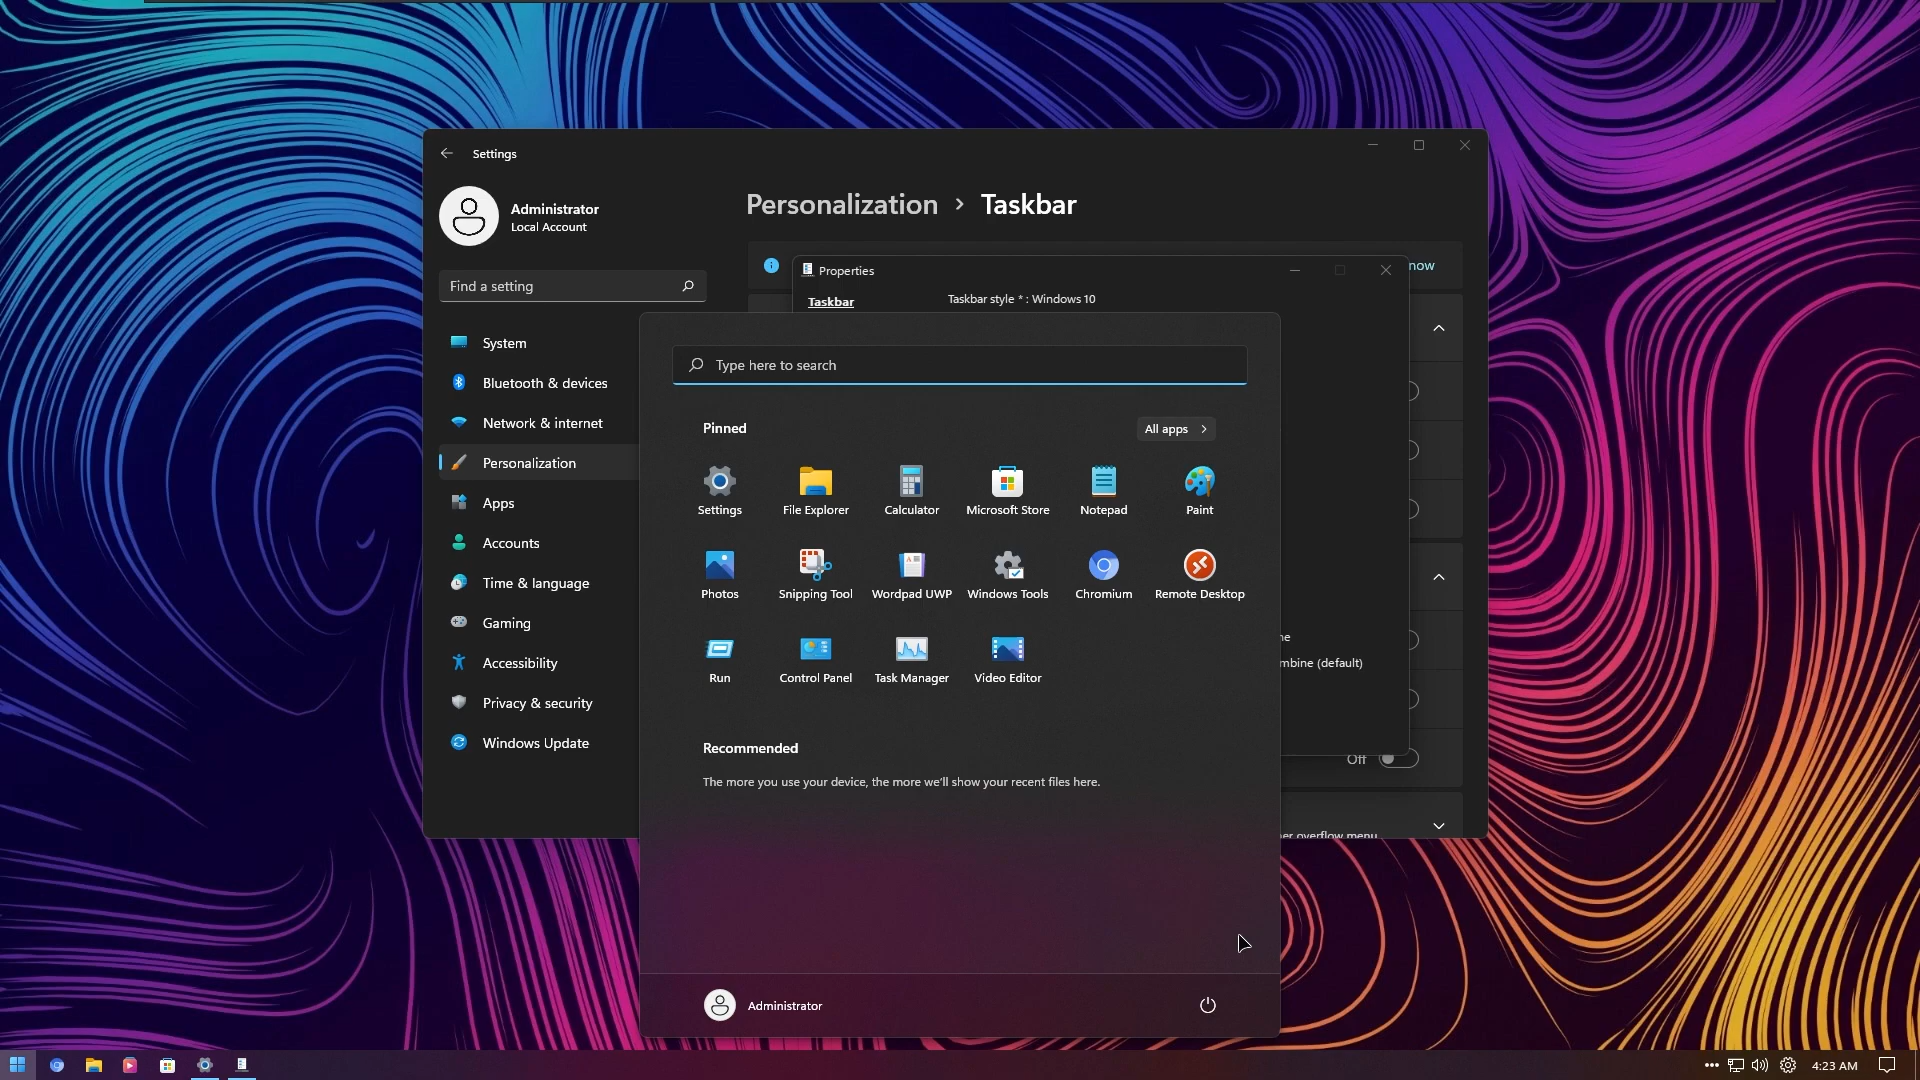 Settings
Administrator
Local Account
Find a setting
System
Bluetooth & devices
Network & internet
Personalization
Apps
Accounts
Time & language
Gaming
Accessibility
Privacy & security
Windows Update
Personalization > Taskbar
now
Properties
Taskbar
Taskbar style * : Windows 10
Type here to search
Pinned
All apps >
Settings
File Explorer
Calculator
Microsoft Store
Notepad
Paint
Photos
Snipping Tool
Wordpad UWP
Windows Tools
Chromium
Remote Desktop
Run
Control Panel
Task Manager
Video Editor
Recommended
The more you use your device, the more we'll show your recent files here.
Administrator
(default)
Off
overflow menu
4:23 AM